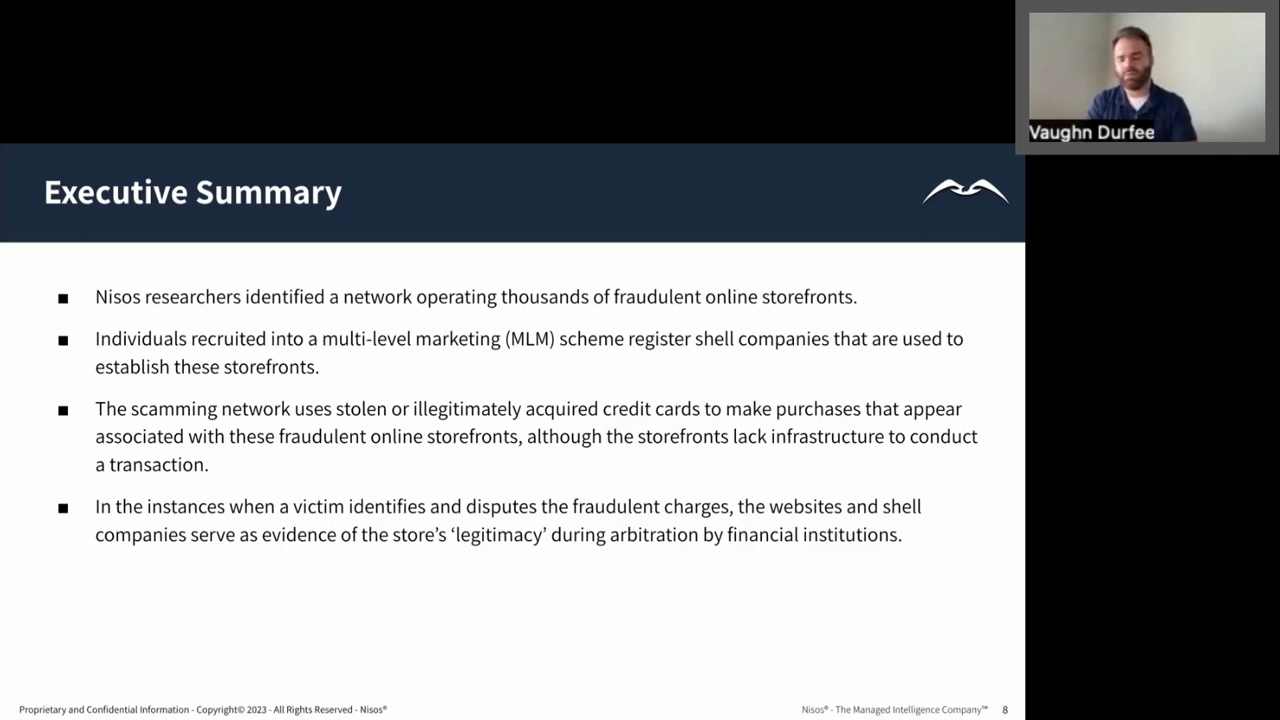 Vaughn Durfee
Executive Summary
■ Nisos researchers identified a network operating thousands of fraudulent online storefronts.
■ Individuals recruited into a multi-level marketing (MLM) scheme register shell companies that are used to
establish these storefronts.
■ The scamming network uses stolen or illegitimately acquired credit cards to make purchases that appear
associated with these fraudulent online storefronts, although the storefronts lack infrastructure to conduct
a transaction.
■ In the instances when a victim identifies and disputes the fraudulent charges, the websites and shell
companies serve as evidence of the store’s ‘legitimacy’ during arbitration by financial institutions.
Proprietary and Confidential Information - Copyright© 2023 - All Rights Reserved - Nisos®
Nisos® - The Managed Intelligence Company™ 8